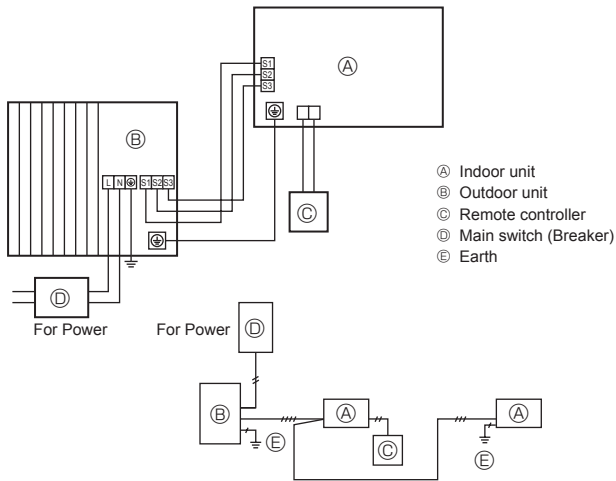 Ⓐ
S1
S2
S3
Ⓑ
L N S1 S2 S3
Ⓒ
Ⓓ
For Power
Ⓐ Indoor unit
Ⓑ Outdoor unit
Ⓒ Remote controller
Ⓓ Main switch (Breaker)
Ⓔ Earth
For Power Ⓓ
Ⓑ Ⓐ Ⓐ
Ⓔ Ⓒ Ⓔ